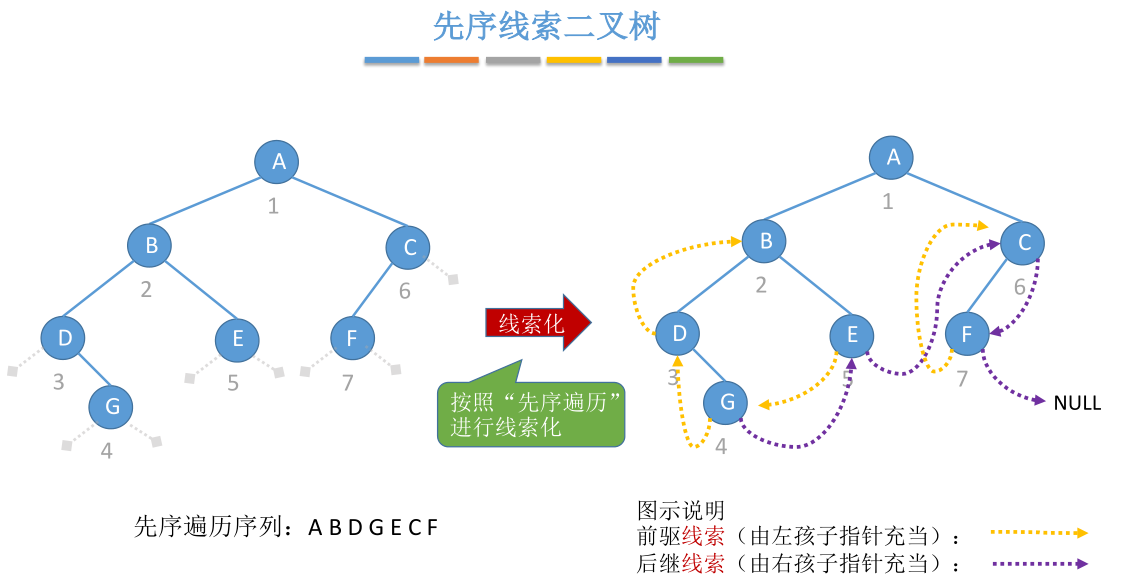 先序线索二叉树
A
1
B
C
2
6
D
E
F
3
5
7
G
4
线索化
按照“先序遍历”
进行线索化
A
1
B
C
2
6
D
E
F
3
5
7
G
4
NULL
先序遍历序列：A B D G E C F
图示说明
前驱线索（由左孩子指针充当）：
后继线索（由右孩子指针充当）：